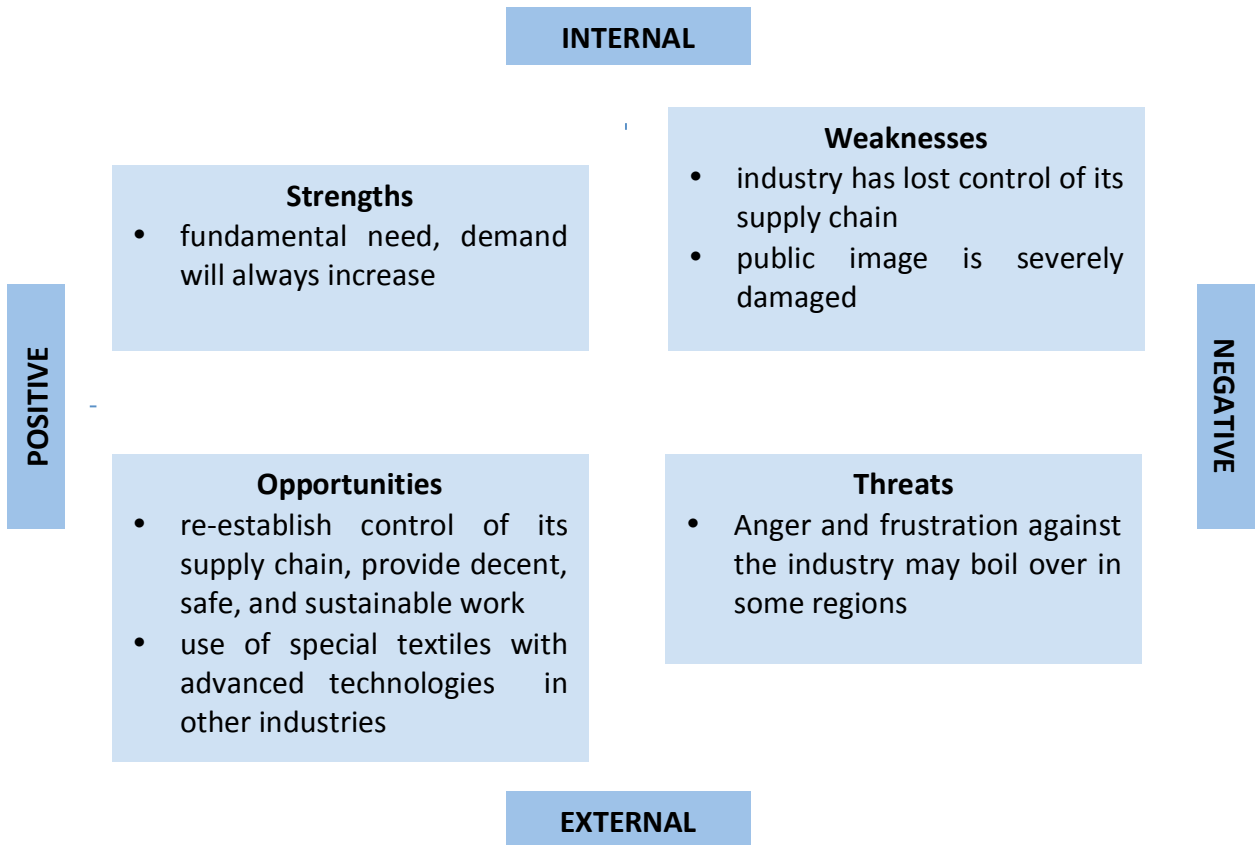 INTERNAL
Strengths
• fundamental need, demand
will always increase
Weaknesses
• industry has lost control of its
supply chain
• public image is severely
damaged
POSITIVE
NEGATIVE
Opportunities
• re-establish control of its
supply chain, provide decent,
safe, and sustainable work
• use of special textiles with
advanced technologies in
other industries
Threats
• Anger and frustration against
the industry may boil over in
some regions
EXTERNAL